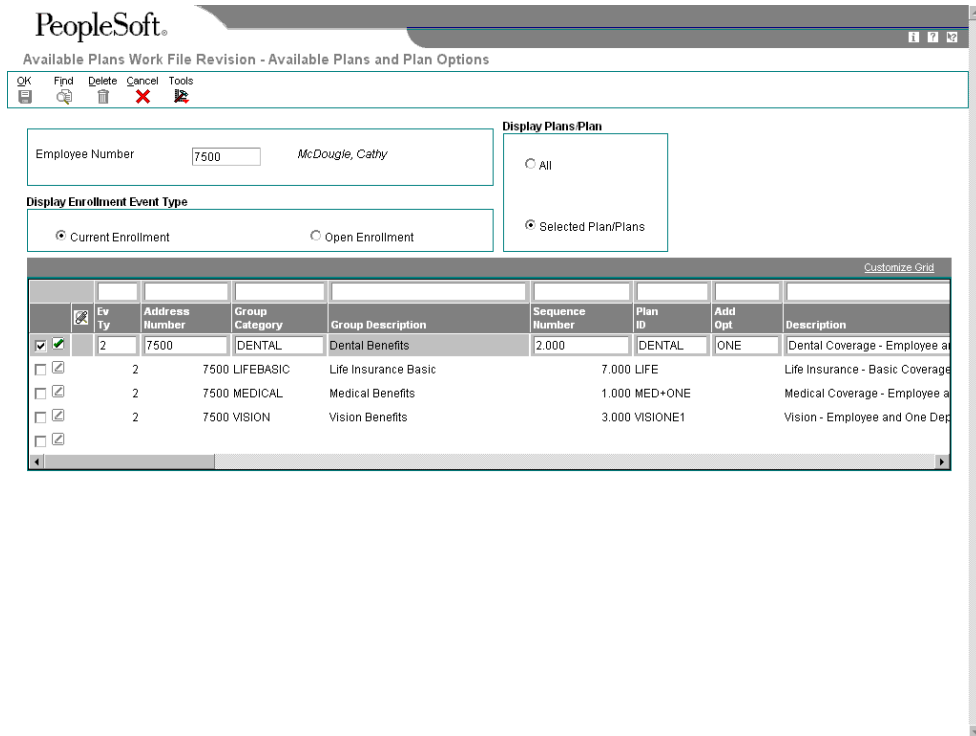 PeopleSoft.
Available Plans Work File Revision - Available Plans and Plan Options
OK Find Delete Cancel Tools
Display Plans/Plan
Employee Number 7500 McDougle, Cathy
All
Display Enrollment Event Type
Selected Plan/Plans
Current Enrollment Open Enrollment
Customize Grid
Ev Ty Address Number Group Category Group Description Sequence Number Plan ID Add Opt Description
2 7500 DENTAL Dental Benefits 2.000 DENTAL ONE Dental Coverage - Employee
2 7500 LIFEBASIC Life Insurance Basic 7.000 LIFE Life Insurance - Basic Coverage
2 7500 MEDICAL Medical Benefits 1.000 MED+ONE Medical Coverage - Employee
2 7500 VISION Vision Benefits 3.000 VISIONE1 Vision - Employee and One Dep